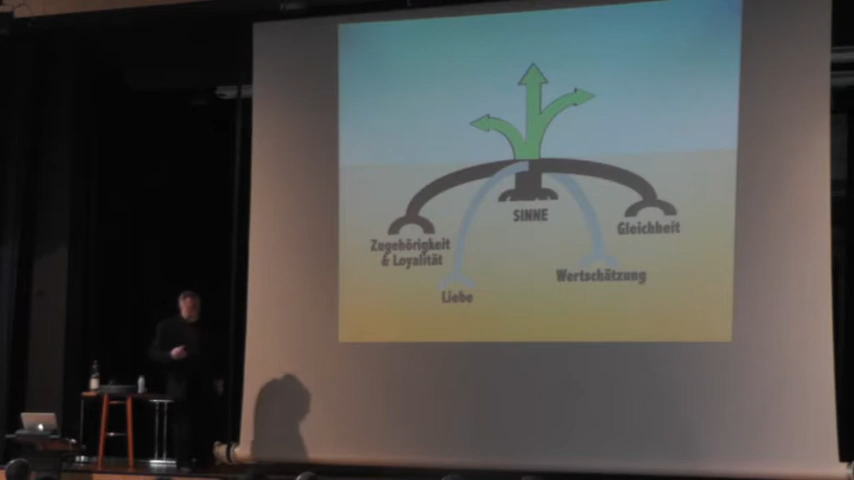 SINNE
Zugehörigkeit
& Loyalität
Gleichheit
Liebe
Wertschätzung